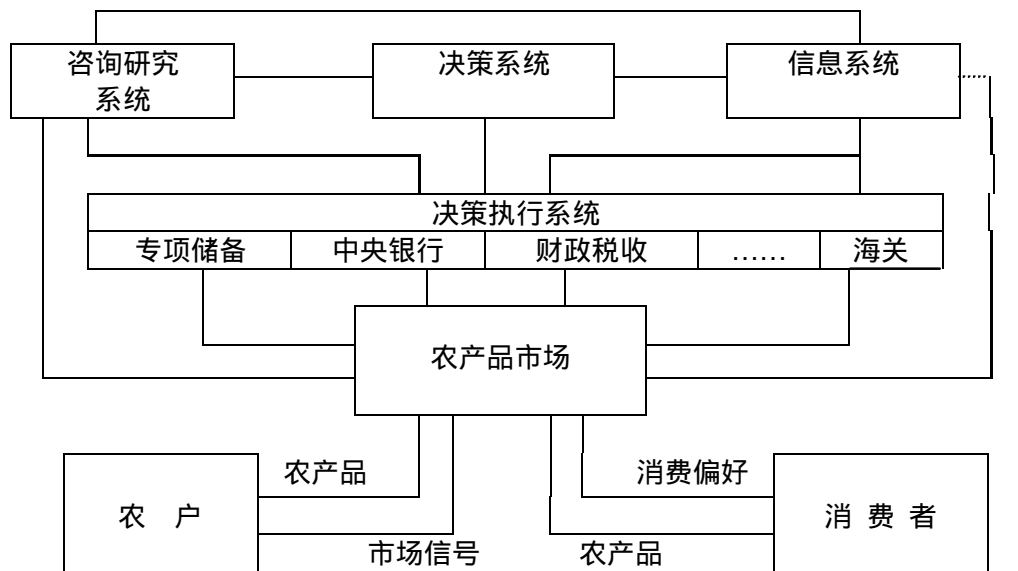 咨询研究
系统
决策系统
信息系统
决策执行系统
专项储备
中央银行
财政税收
……
海关
农产品市场
农产品
消费偏好
农 户
消 费 者
市场信号
农产品